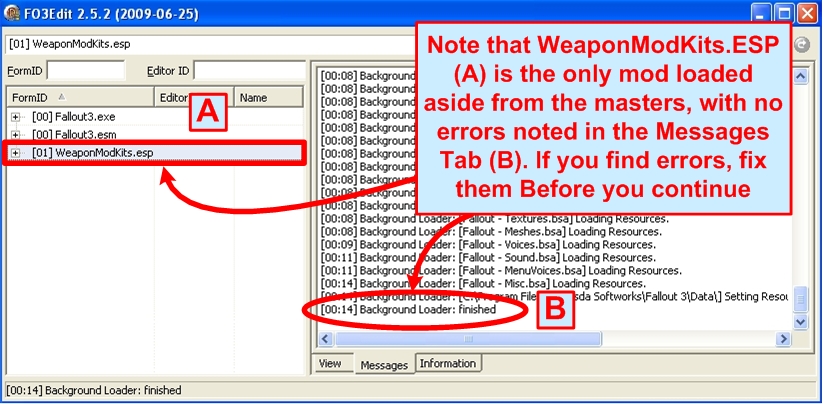 FO3Edit 2.5.2 (2009-06-25)
[01] WeaponModKits.esp
FormID
Editor ID
FormID Editor Name
[00] Fallout3.exe
[00] Fallout3.esm
[01] WeaponModKits.esp
A
Note that WeaponModKits.ESP
(A) is the only mod loaded
aside from the masters, with no
errors noted in the Messages
Tab (B). If you find errors, fix
them Before you continue
[00:08] Background
[00:08] Background
[00:08] Background
[00:08] Background
[00:08] Background
[00:08] Background
[00:08] Background
[00:08] Background
[00:08] Background
[00:08] Background
[00:08] Background Loader: [Fallout - Textures.bsa] Loading Resources.
[00:08] Background Loader: [Fallout - Meshes.bsa] Loading Resources.
[00:09] Background Loader: [Fallout - Voices.bsa] Loading Resources.
[00:11] Background Loader: [Fallout - Sound.bsa] Loading Resources.
[00:11] Background Loader: [Fallout - MenuVoices.bsa] Loading Resources.
[00:14] Background Loader: [Fallout - Misc.bsa] Loading Resources.
[00:14] Background Loader: [C:\Program Files Softworks\Fallout 3\Data\] Setting Resou
[00:14] Background Loader: finished
B
View Messages Information
[00:14] Background Loader: finished